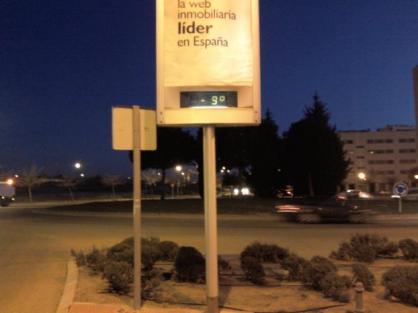 la web
inmobiliaria
líder
en España
- 9º